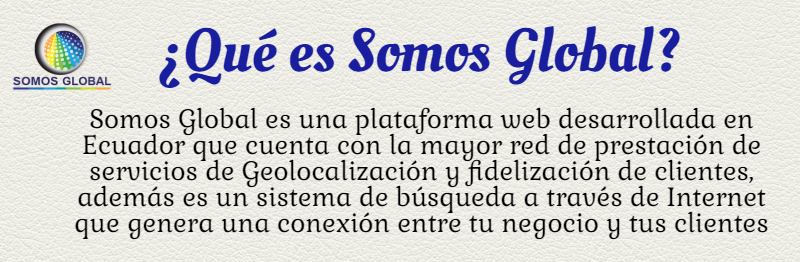 ¿Qué es Somos Global?
SOMOS GLOBAL
Somos Global es una plataforma web desarrollada en
Ecuador que cuenta con la mayor red de prestación de
servicios de Geolocalización y fidelización de clientes,
además es un sistema de búsqueda a través de Internet
que genera una conexión entre tu negocio y tus clientes